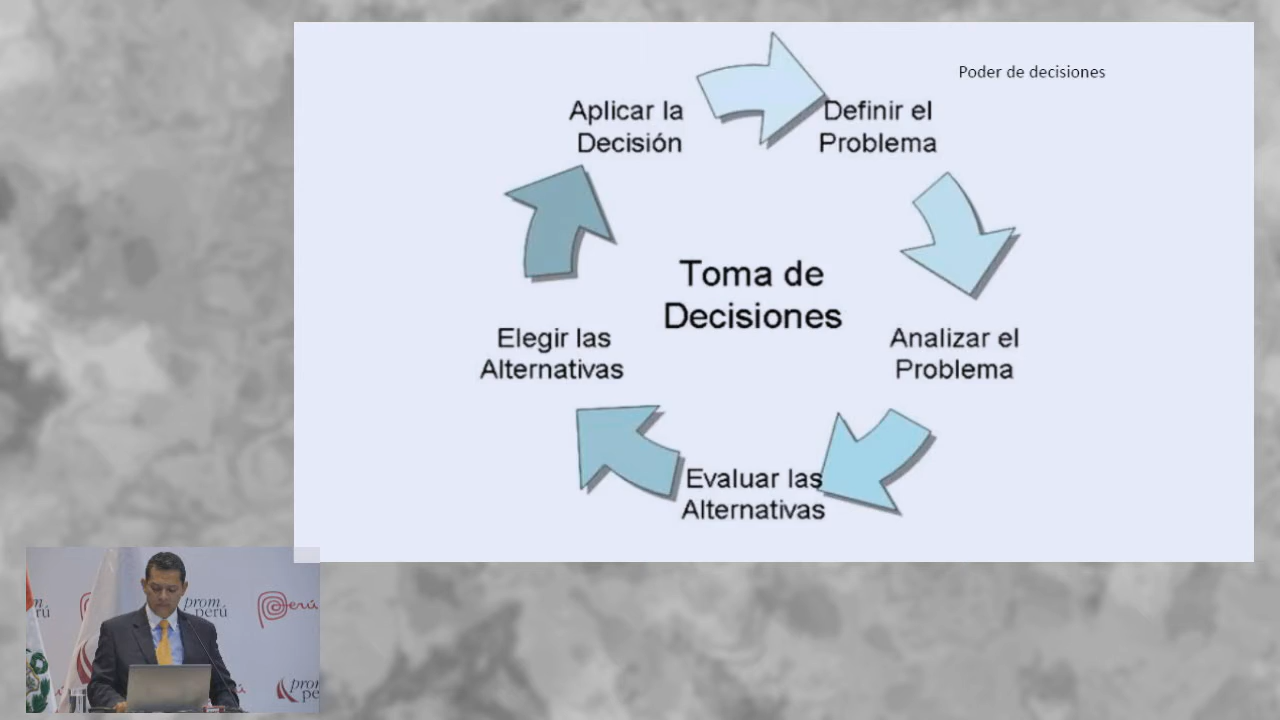 Poder de decisiones
Aplicar la
Decisión
Definir el
Problema
Toma de
Decisiones
Elegir las
Alternativas
Analizar el
Problema
Evaluar las
Alternativas
prom
perú
Perú